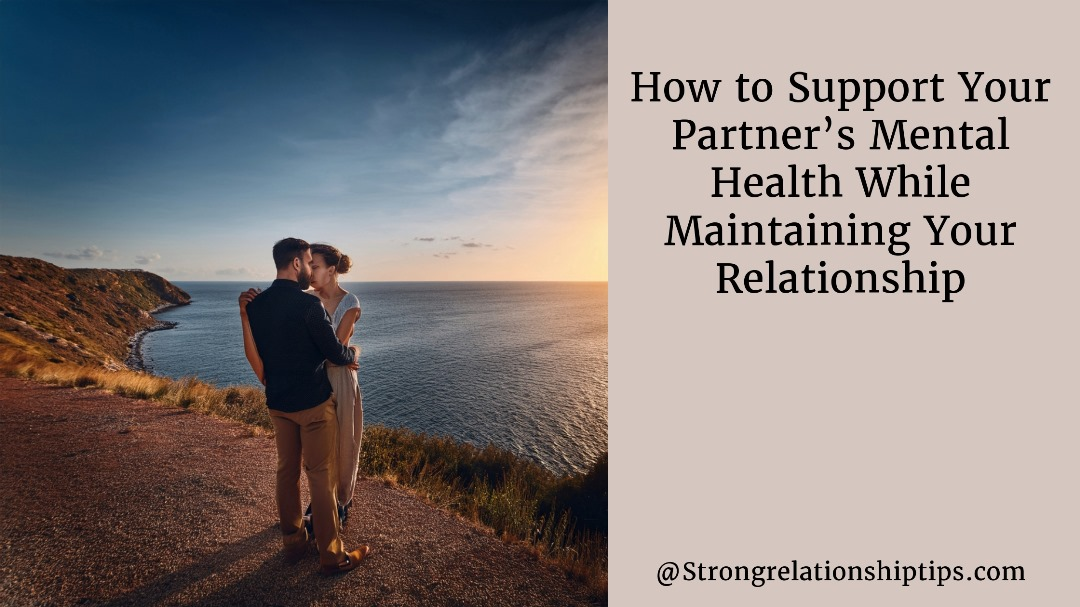 How to Support Your
Partner’s Mental
Health While
Maintaining Your
Relationship
@Strongrelationshiptips.com